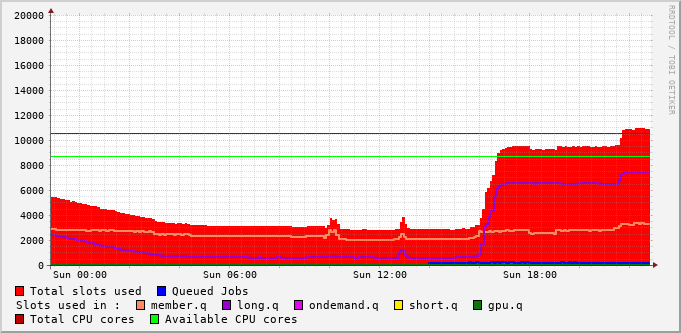 RRDTOOL / TOBI OETIKER
20000
18000
16000
14000
12000
10000
8000
6000
4000
2000
0
Sun 00:00 Sun 06:00 Sun 12:00 Sun 18:00
Total slots used Queued Jobs
Slots used in : member.q long.q ondemand.q short.q gpu.q
Total CPU cores Available CPU cores